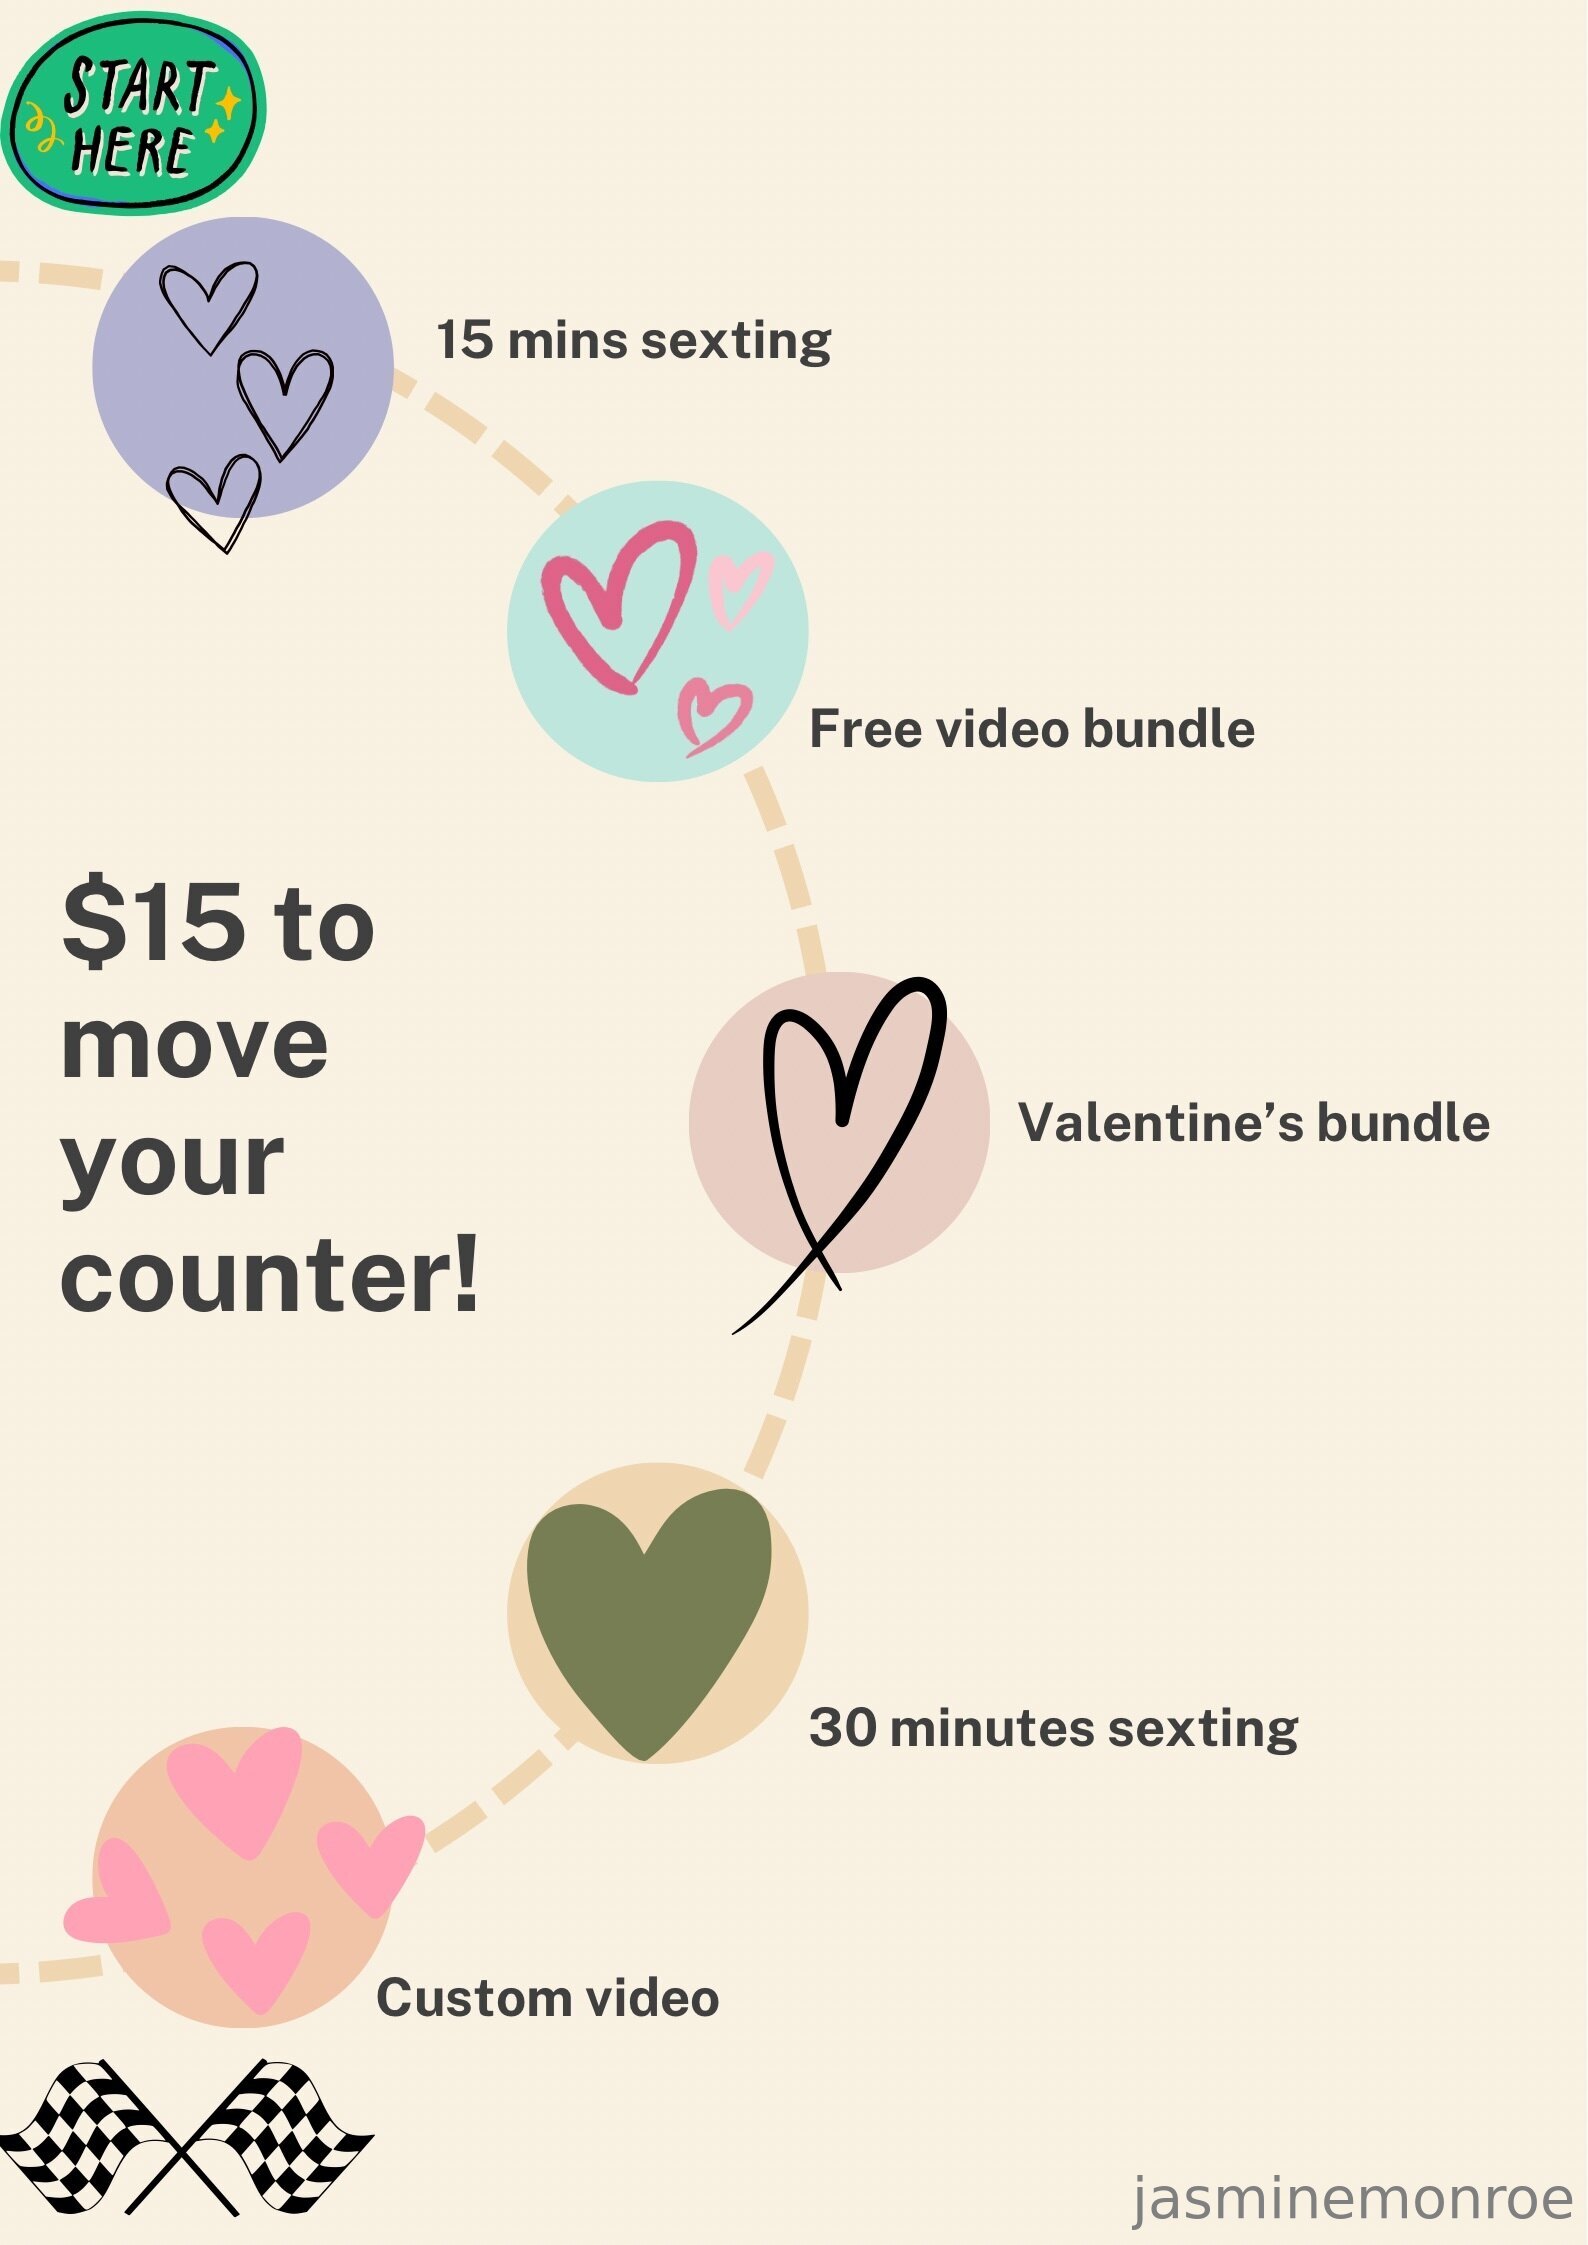 START
HERE
15 mins sexting
Free video bundle
$15 to
move
your
counter!
Valentine’s bundle
30 minutes sexting
Custom video
jasminemonroe